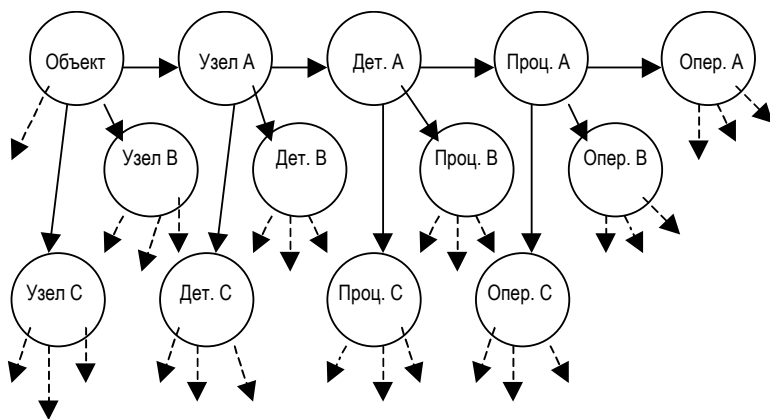 Объект
Узел А
Дет. А
Проц. А
Опер. А
Узел В
Дет. В
Проц. В
Опер. В
Узел С
Дет. С
Проц. С
Опер. С